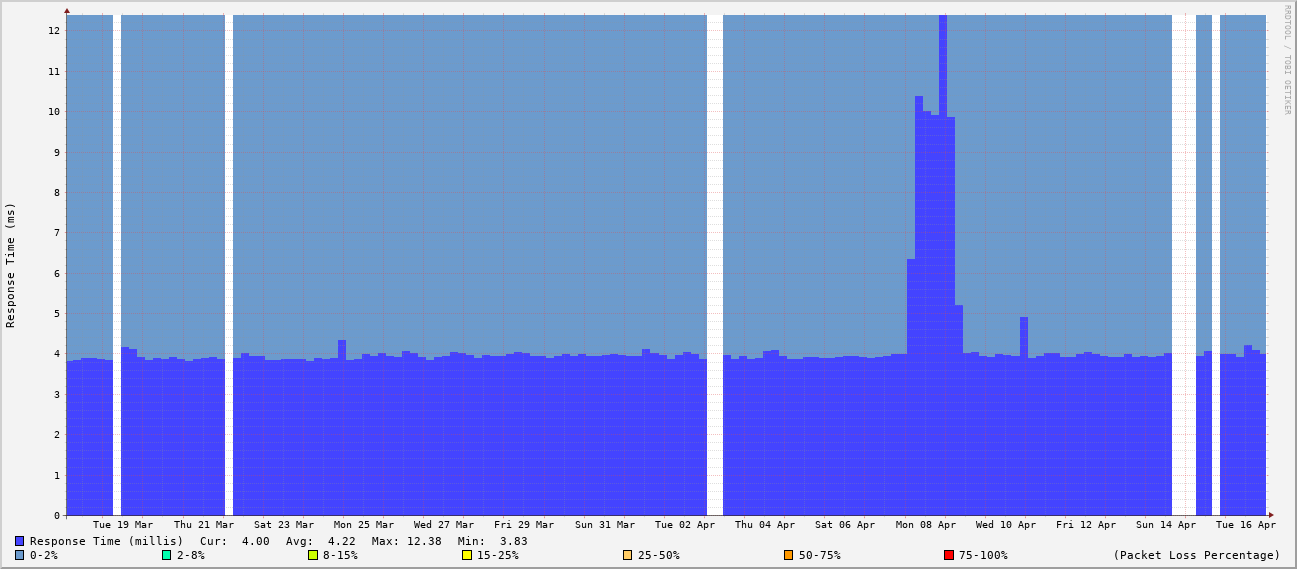 RRDTOOL / TOBI OETIKER
Response Time (ms)
12
11
10
9
8
7
6
5
4
3
2
1
0
Tue 19 Mar Thu 21 Mar Sat 23 Mar Mon 25 Mar Wed 27 Mar Fri 29 Mar Sun 31 Mar Tue 02 Apr Thu 04 Apr Sat 06 Apr Mon 08 Apr Wed 10 Apr Fri 12 Apr Sun 14 Apr Tue 16 Apr
Response Time (millis) Cur: 4.00 Avg: 4.22 Max: 12.38 Min: 3.83
0-2% 2-8% 8-15% 15-25% 25-50% 50-75% 75-100% (Packet Loss Percentage)